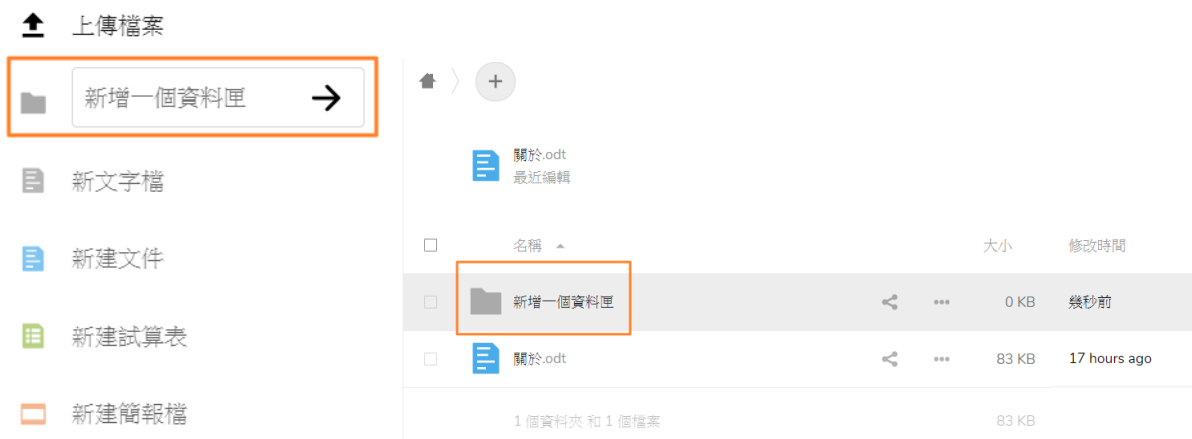 上傳檔案
新增一個資料匣
新文字檔
新建文件
新建試算表
新建簡報檔
關於.odt
最近編輯
名稱 大小 修改時間
新增一個資料匣 0 KB 幾秒前
關於.odt 83 KB 17 hours ago
1 個資料夾 和 1 個檔案 83 KB